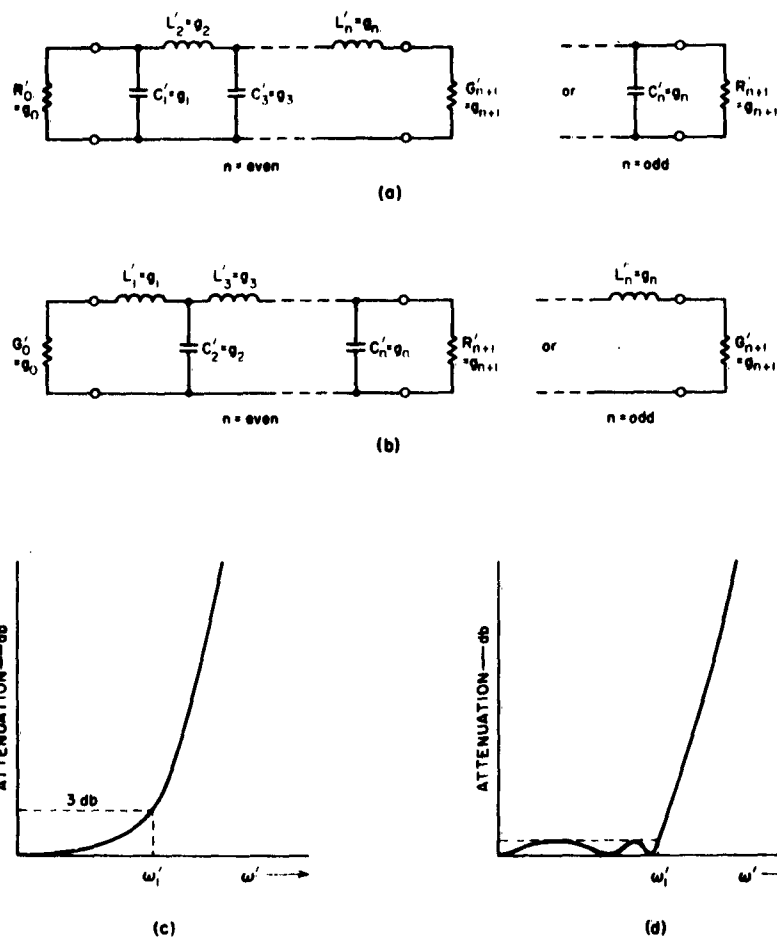 L'₂=g₂
L'ₙ=gₙ
R'₀
=g₀
C'₁=g₁
C'₃=g₃
G'ₙ₊₁
=gₙ₊₁
or
C'ₙ=gₙ
R'ₙ₊₁
=gₙ₊₁
n = even
n = odd
(a)
L'₁=g₁
L'₃=g₃
L'ₙ=gₙ
G'₀
=g₀
C'₂=g₂
C'ₙ=gₙ
R'ₙ₊₁
=gₙ₊₁
or
G'ₙ₊₁
=gₙ₊₁
n = even
n = odd
(b)
ATTENUATION—db
3 db
ω'₁
ω'
(c)
ATTENUATION—db
ω'₁
ω'
(d)